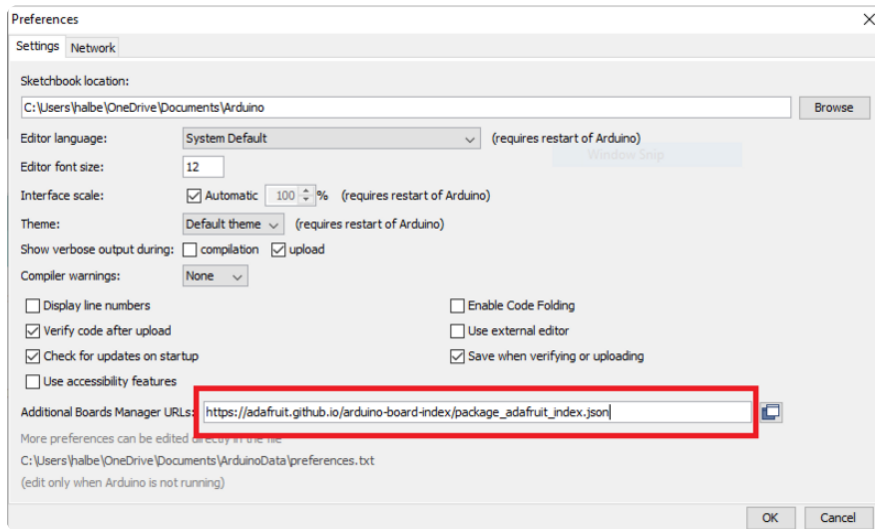 Preferences
Settings Network
Sketchbook location:
C:\Users\halbe\OneDrive\Documents\Arduino Browse
Editor language: System Default (requires restart of Arduino)
Window Snip
Editor font size: 12
Interface scale: Automatic 100 % (requires restart of Arduino)
Theme: Default theme (requires restart of Arduino)
Show verbose output during: compilation upload
Compiler warnings: None
Display line numbers Enable Code Folding
Verify code after upload Use external editor
Check for updates on startup Save when verifying or uploading
Use accessibility features
Additional Boards Manager URLs: https://adafruit.github.io/arduino-board-index/package_adafruit_index.json
More preferences can be edited directly in the file
C:\Users\halbe\OneDrive\Documents\ArduinoData\preferences.txt
(edit only when Arduino is not running)
OK Cancel